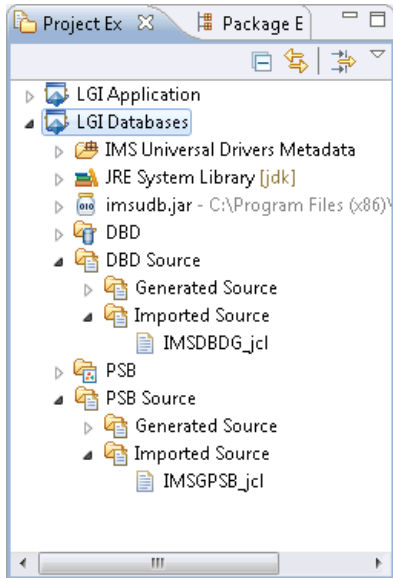 Project Ex Package E
LGI Application
LGI Databases
IMS Universal Drivers Metadata
JRE System Library [jdk]
imsudb.jar - C:\Program Files (x86)\
DBD
DBD Source
Generated Source
Imported Source
IMSDBDG_jcl
PSB
PSB Source
Generated Source
Imported Source
IMSGPSB_jcl